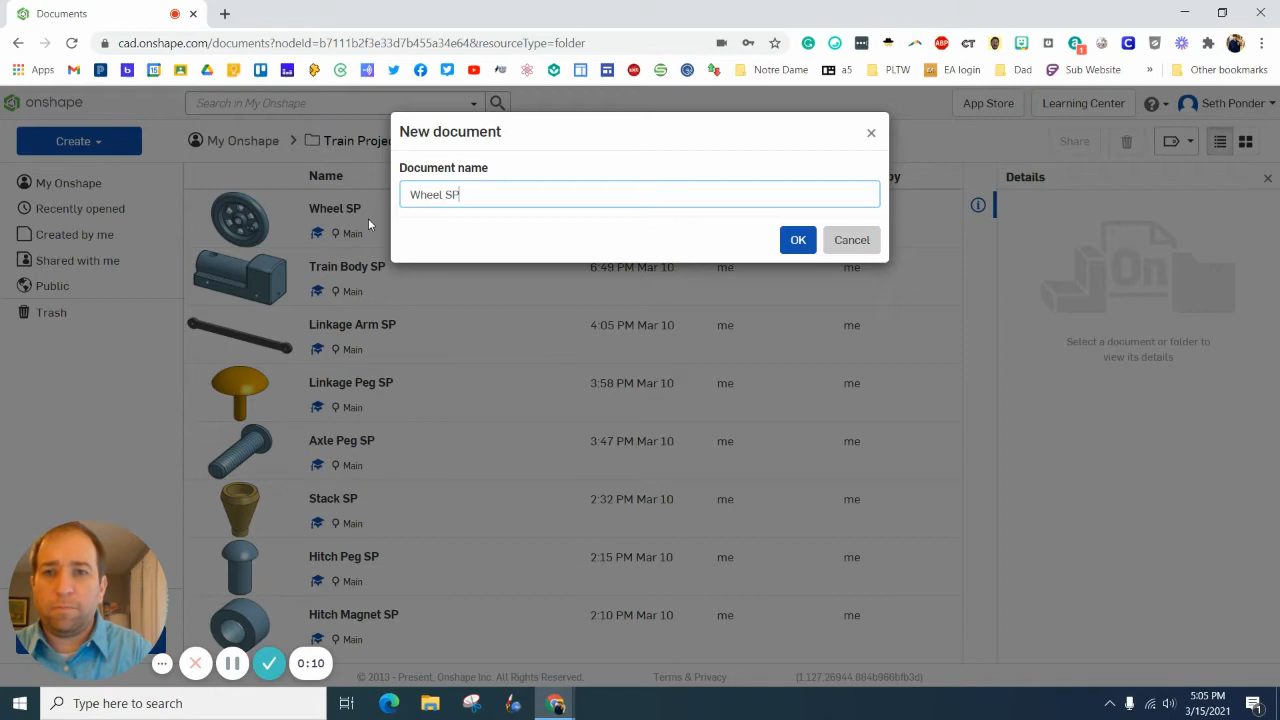 Documents
cad.onshape.com/documents?nodeId=b7111b2f3e33d7b455a34e64&resourceType=folder
Apps
Notre Dame
a5
PLTW
EA login
Dad
Sub Website
»
Other bookmarks
onshape
Search in My Onshape
App Store
Learning Center
Seth Ponder
Create
My Onshape
Train Proje
Share
New document
Document name
Wheel SP
OK
Cancel
My Onshape
Recently opened
Created by me
Shared with me
Public
Trash
Name
by
Details
Wheel SP
Main
Train Body SP
6:49 PM Mar 10
me
me
Main
Linkage Arm SP
4:05 PM Mar 10
me
me
Main
Linkage Peg SP
3:58 PM Mar 10
me
me
Main
Axle Peg SP
3:47 PM Mar 10
me
me
Main
Stack SP
2:32 PM Mar 10
me
me
Main
Hitch Peg SP
2:15 PM Mar 10
me
me
Main
Hitch Magnet SP
2:10 PM Mar 10
me
me
Main
On
Select a document or folder to
view its details
0:10
© 2013 - Present, Onshape Inc. All Rights Reserved.
Terms & Privacy
(1.127.26944.884b986bfb3d)
Type here to search
5:05 PM
3/15/2021